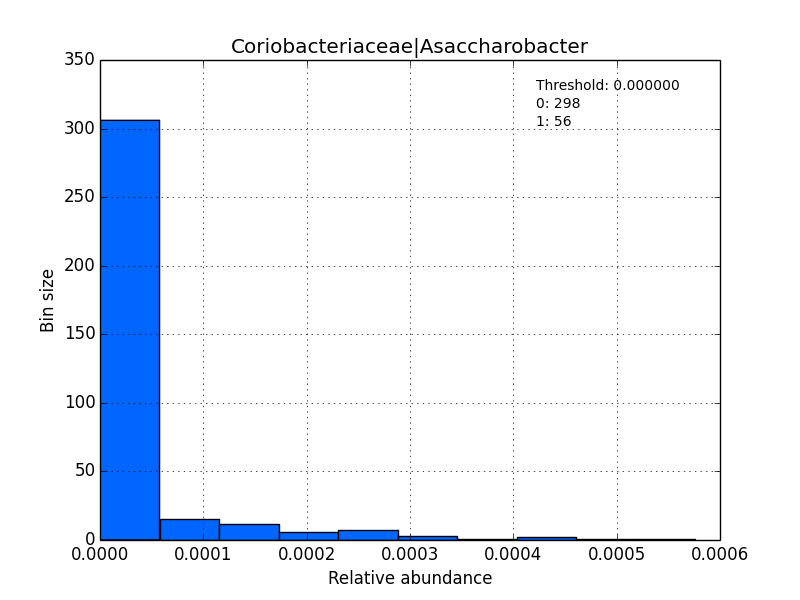 Coriobacteriaceae|Asaccharobacter
Threshold: 0.000000
0: 298
1: 56
350
300
250
200
150
100
50
0
Bin size
0.0000 0.0001 0.0002 0.0003 0.0004 0.0005 0.0006
Relative abundance